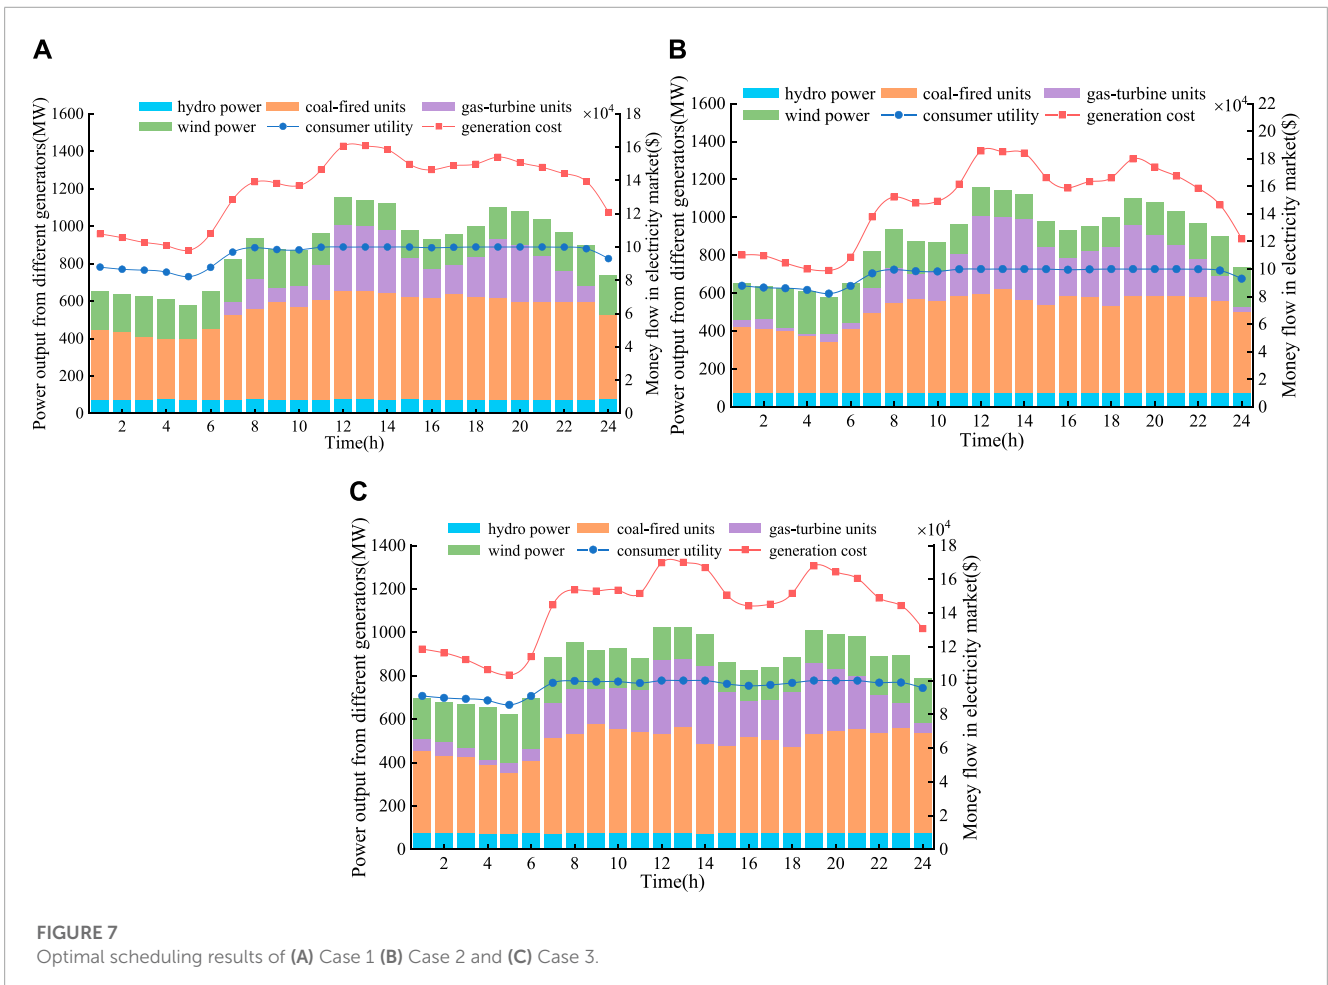 A
hydro power coal-fired units gas-turbine units
wind power consumer utility generation cost
×10⁴
Power output from different generators(MW)
1600
1400
1200
1000
800
600
400
200
0
18
16
14
12
10
8
6
4
2
0
Money flow in electricity market($)
2 4 6 8 10 12 14 16 18 20 22 24
Time(h)
B
hydro power coal-fired units gas-turbine units
wind power consumer utility generation cost
×10⁴
Power output from different generators(MW)
1600
1400
1200
1000
800
600
400
200
0
22
20
18
16
14
12
10
8
6
4
2
0
Money flow in electricity market($)
2 4 6 8 10 12 14 16 18 20 22 24
Time(h)
C
hydro power coal-fired units gas-turbine units
wind power consumer utility generation cost
×10⁴
Power output from different generators(MW)
1400
1200
1000
800
600
400
200
0
18
16
14
12
10
8
6
4
2
0
Money flow in electricity market($)
2 4 6 8 10 12 14 16 18 20 22 24
Time(h)
FIGURE 7
Optimal scheduling results of (A) Case 1 (B) Case 2 and (C) Case 3.